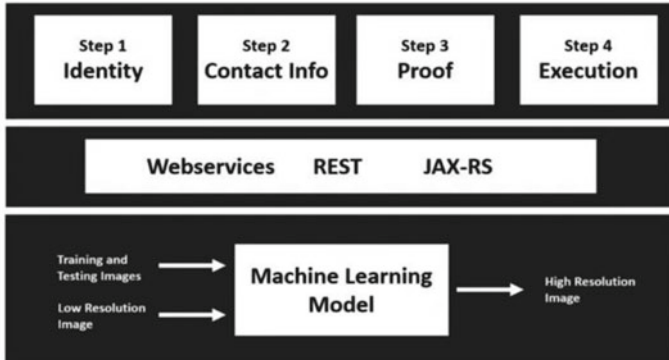 Step 1
Identity
Step 2
Contact Info
Step 3
Proof
Step 4
Execution
Webservices REST JAX-RS
Training and
Testing Images
Low Resolution
Image
Machine Learning
Model
High Resolution
Image